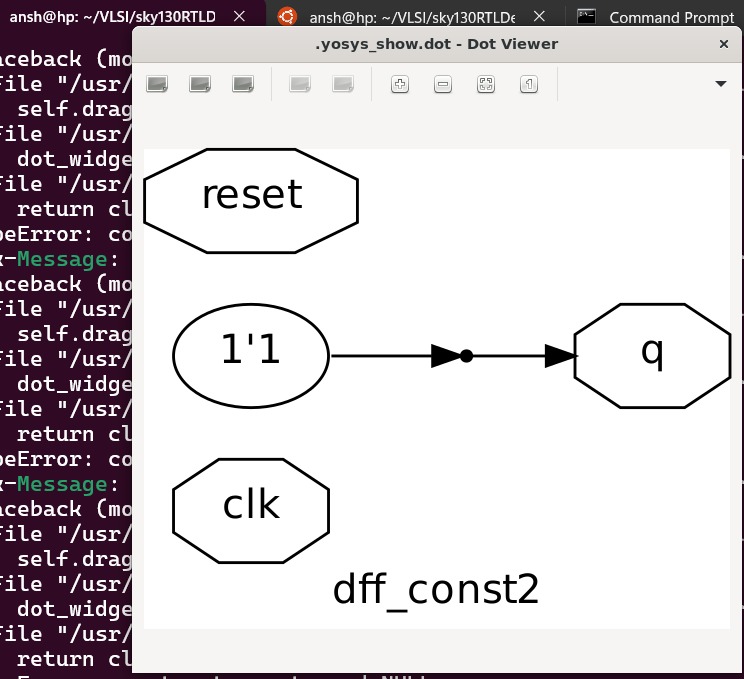 ansh@hp: ~/VLSI/sky130RTLD
ansh@hp: ~/VLSI/sky130RTLDe
Command Prompt
.yosys_show.dot - Dot Viewer
aceback (mo
File "/usr/
self.drag
File "/usr/
dot_widge
File "/usr/
return cl
peError: co
k-Message:
aceback (mo
File "/usr/
self.drag
File "/usr/
dot_widge
File "/usr/
return cl
peError: co
k-Message:
aceback (mo
File "/usr/
self.drag
File "/usr/
dot_widge
File "/usr/
return cl
reset
1'1
q
clk
dff_const2